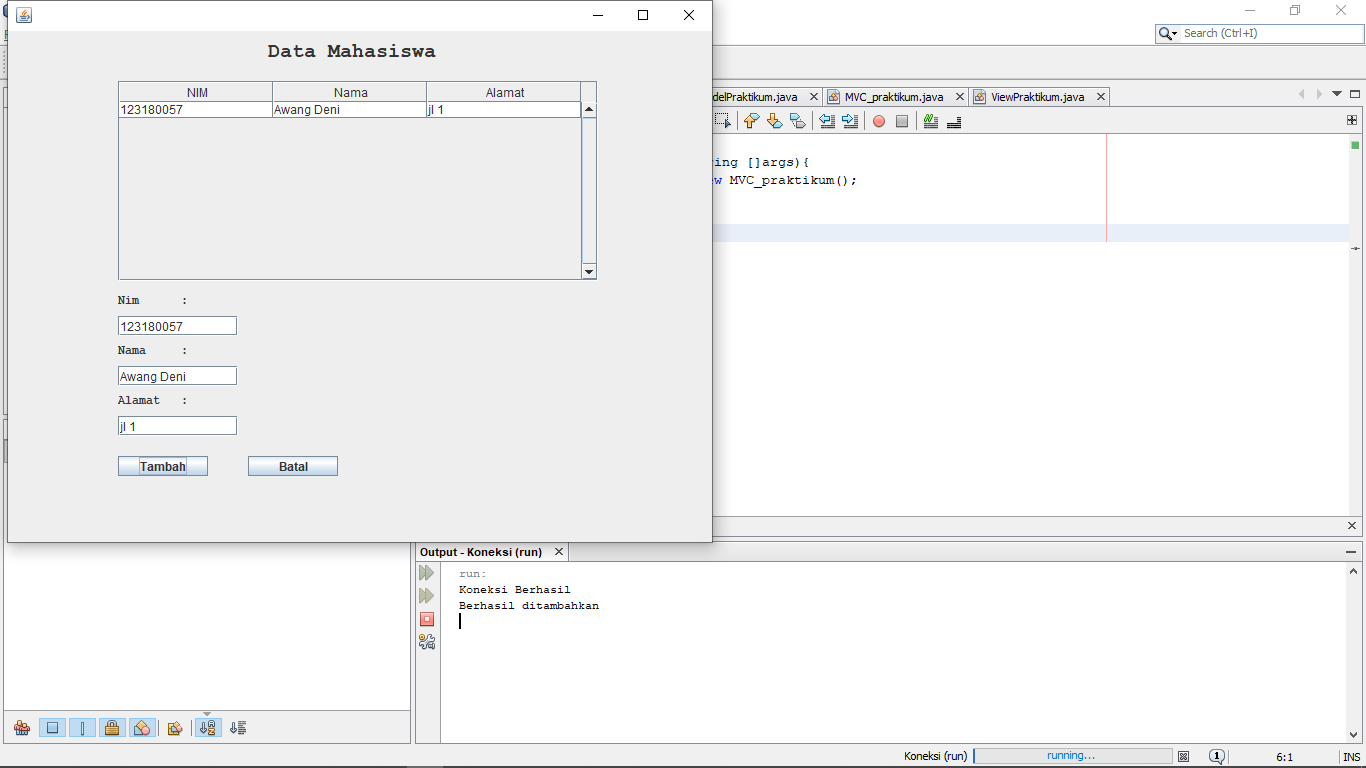 Data Mahasiswa
NIM Nama Alamat
123180057 Awang Deni jl 1
Nim :
123180057
Nama :
Awang Deni
Alamat :
jl 1
Tambah Batal
Search (Ctrl+I)
delPraktikum.java MVC_praktikum.java ViewPraktikum.java
ing []args){
w MVC_praktikum();
Output - Koneksi (run)
run:
Koneksi Berhasil
Berhasil ditambahkan
Koneksi (run) running... 1 6:1 INS